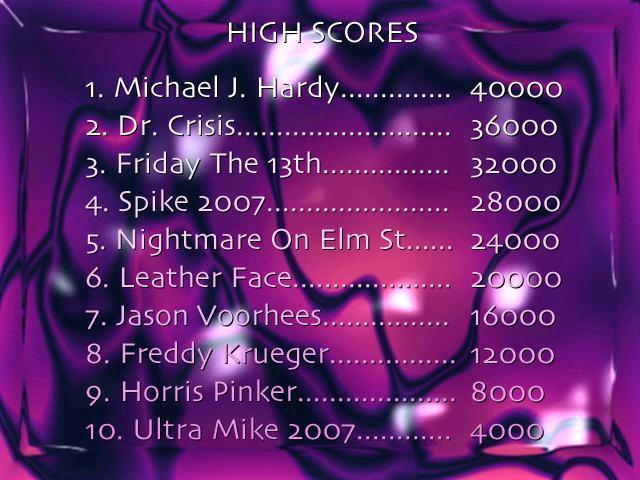 HIGH SCORES
1. Michael J. Hardy.............. 40000
2. Dr. Crisis........................... 36000
3. Friday The 13th................ 32000
4. Spike 2007....................... 28000
5. Nightmare On Elm St...... 24000
6. Leather Face.................... 20000
7. Jason Voorhees................ 16000
8. Freddy Krueger................ 12000
9. Horris Pinker.................... 8000
10. Ultra Mike 2007............ 4000